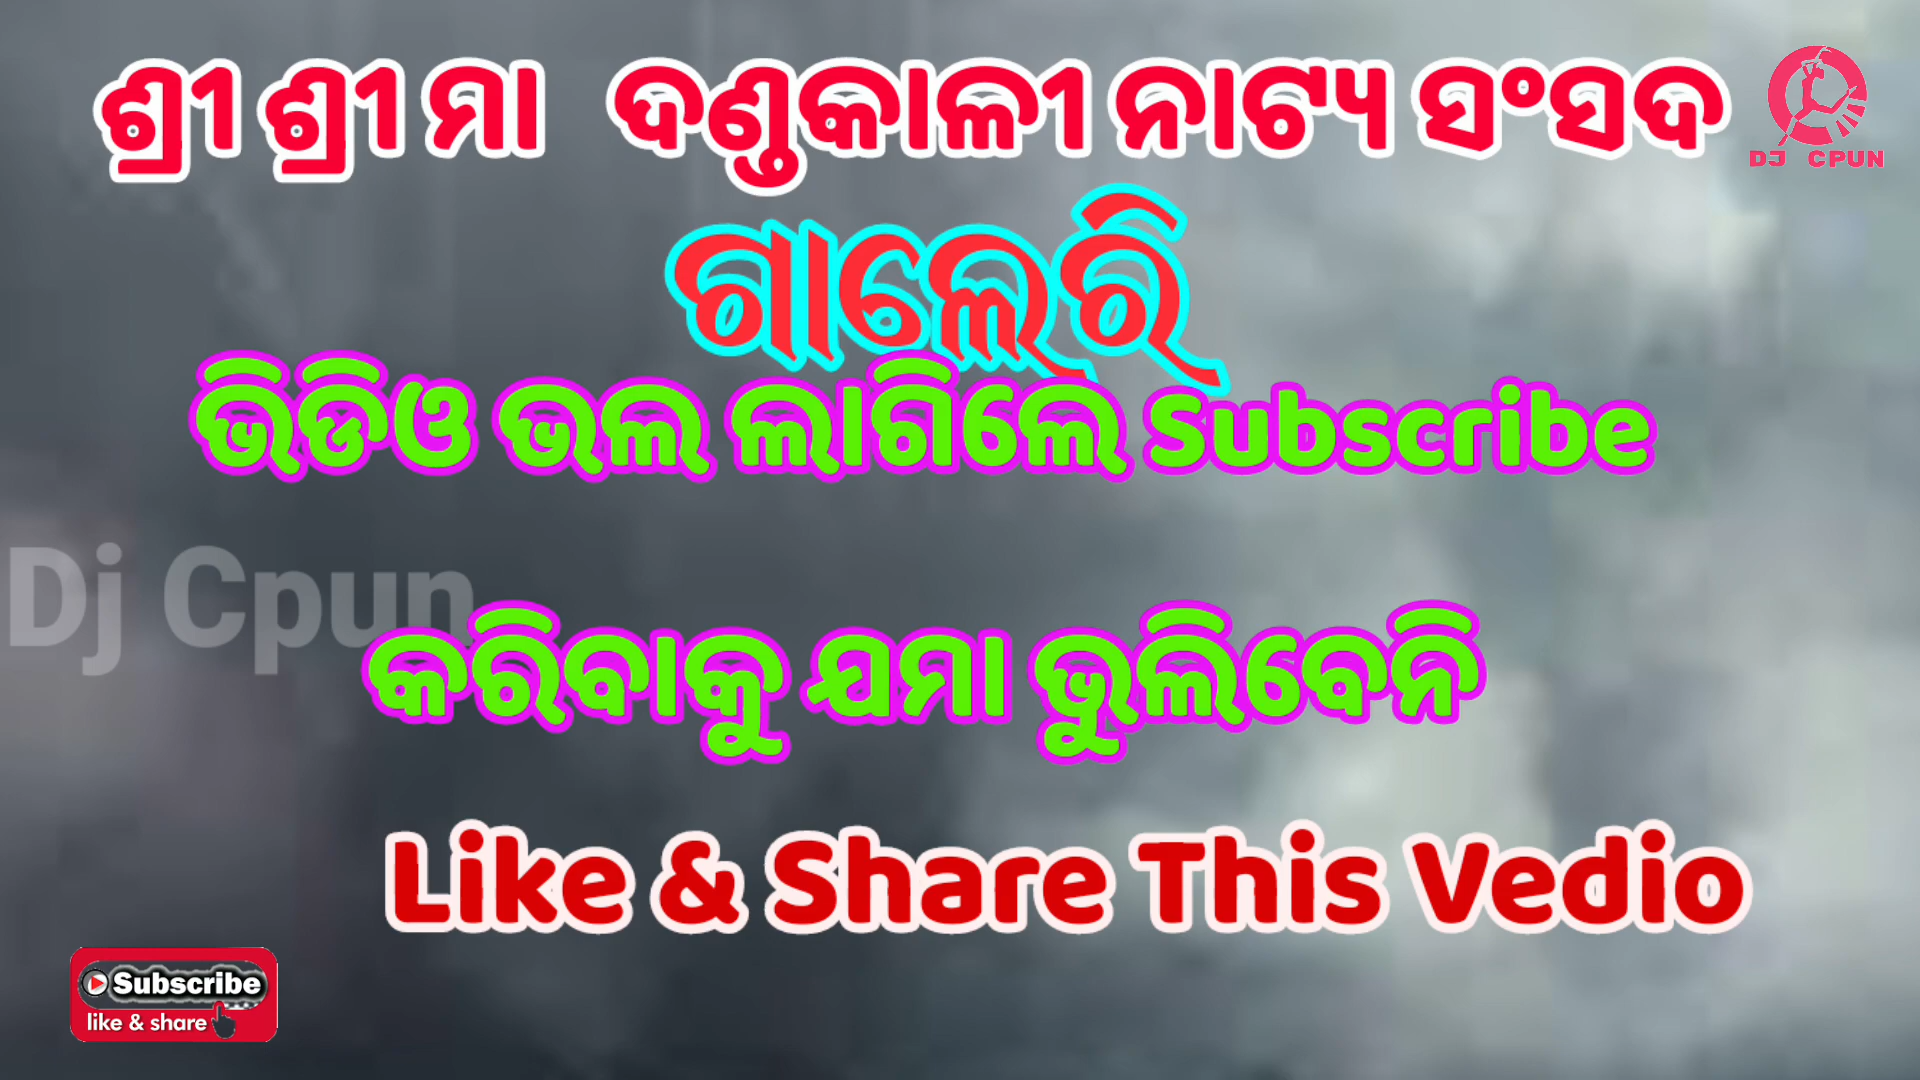 ଶ୍ରୀ ଶ୍ରୀ ମା ଦଣ୍ଡକାଳୀ ନାଟ୍ୟ ସଂସଦ
DJ CPUN
ଗାଲେରି
ଭିଡିଓ ଭଲ ଲାଗିଲେ Subscribe
Dj Cpun
କରିବାକୁ ଯମା ଭୁଲିବେନି
Like & Share This Vedio
Subscribe
like & share